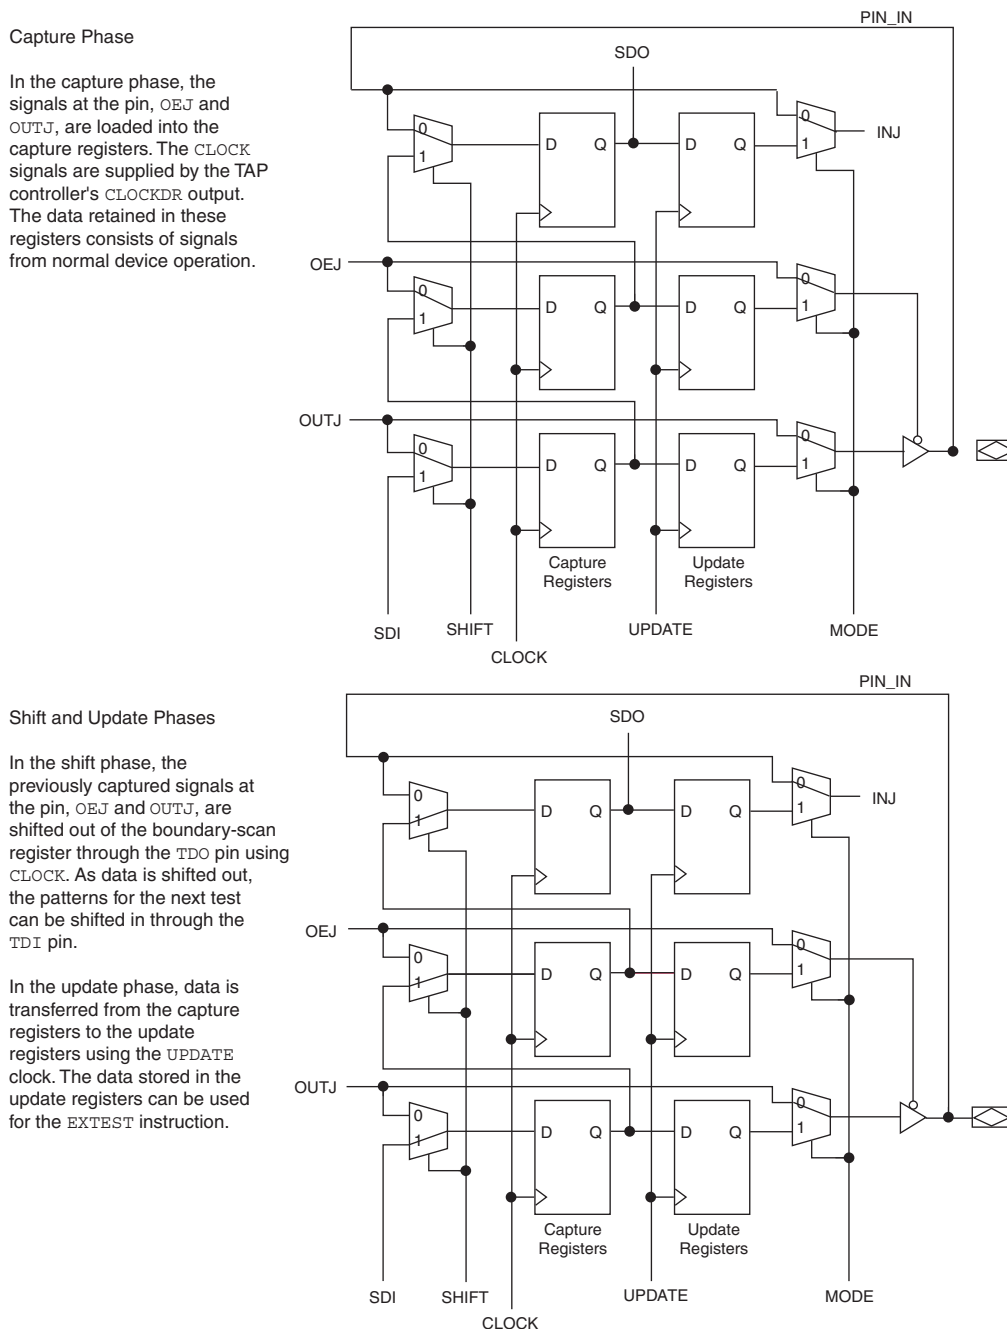 Capture Phase
In the capture phase, the
signals at the pin, OEJ and
OUTJ, are loaded into the
capture registers. The CLOCK
signals are supplied by the TAP
controller's CLOCKDR output.
The data retained in these
registers consists of signals
from normal device operation.
PIN_IN
SDO
0
1
D Q
D Q
0
1
INJ
OEJ
0
1
D Q
D Q
0
1
OUTJ
0
1
D Q
D Q
0
1
Capture
Registers
Update
Registers
SDI
SHIFT
CLOCK
UPDATE
MODE
Shift and Update Phases
In the shift phase, the
previously captured signals at
the pin, OEJ and OUTJ, are
shifted out of the boundary-scan
register through the TDO pin using
CLOCK. As data is shifted out,
the patterns for the next test
can be shifted in through the
TDI pin.
In the update phase, data is
transferred from the capture
registers to the update
registers using the UPDATE
clock. The data stored in the
update registers can be used
for the EXTEST instruction.
PIN_IN
SDO
0
1
D Q
D Q
0
1
INJ
OEJ
0
1
D Q
D Q
0
1
OUTJ
0
1
D Q
D Q
0
1
Capture
Registers
Update
Registers
SDI
SHIFT
CLOCK
UPDATE
MODE